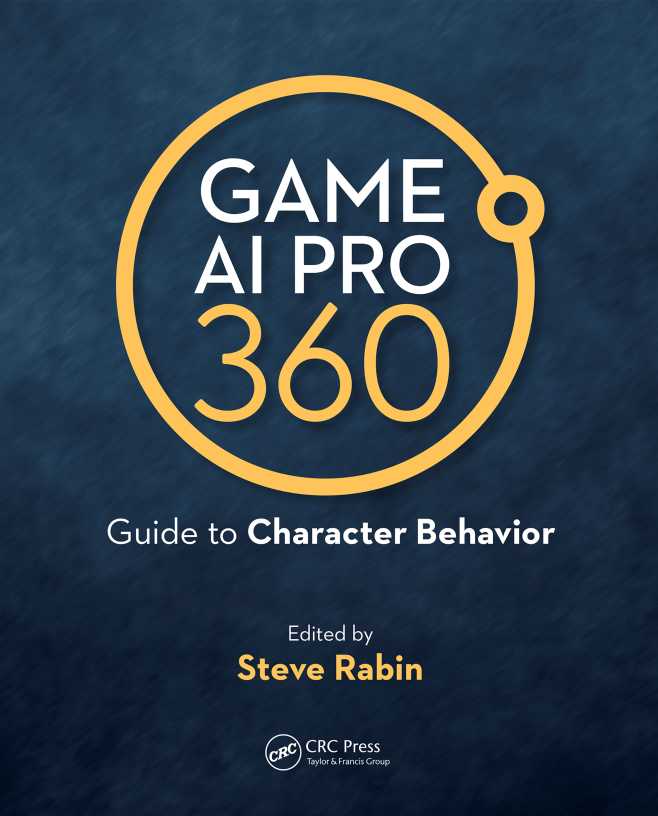 GAME
AI PRO
360
Guide to Character Behavior
Edited by
Steve Rabin
CRC
CRC Press
Taylor & Francis Group